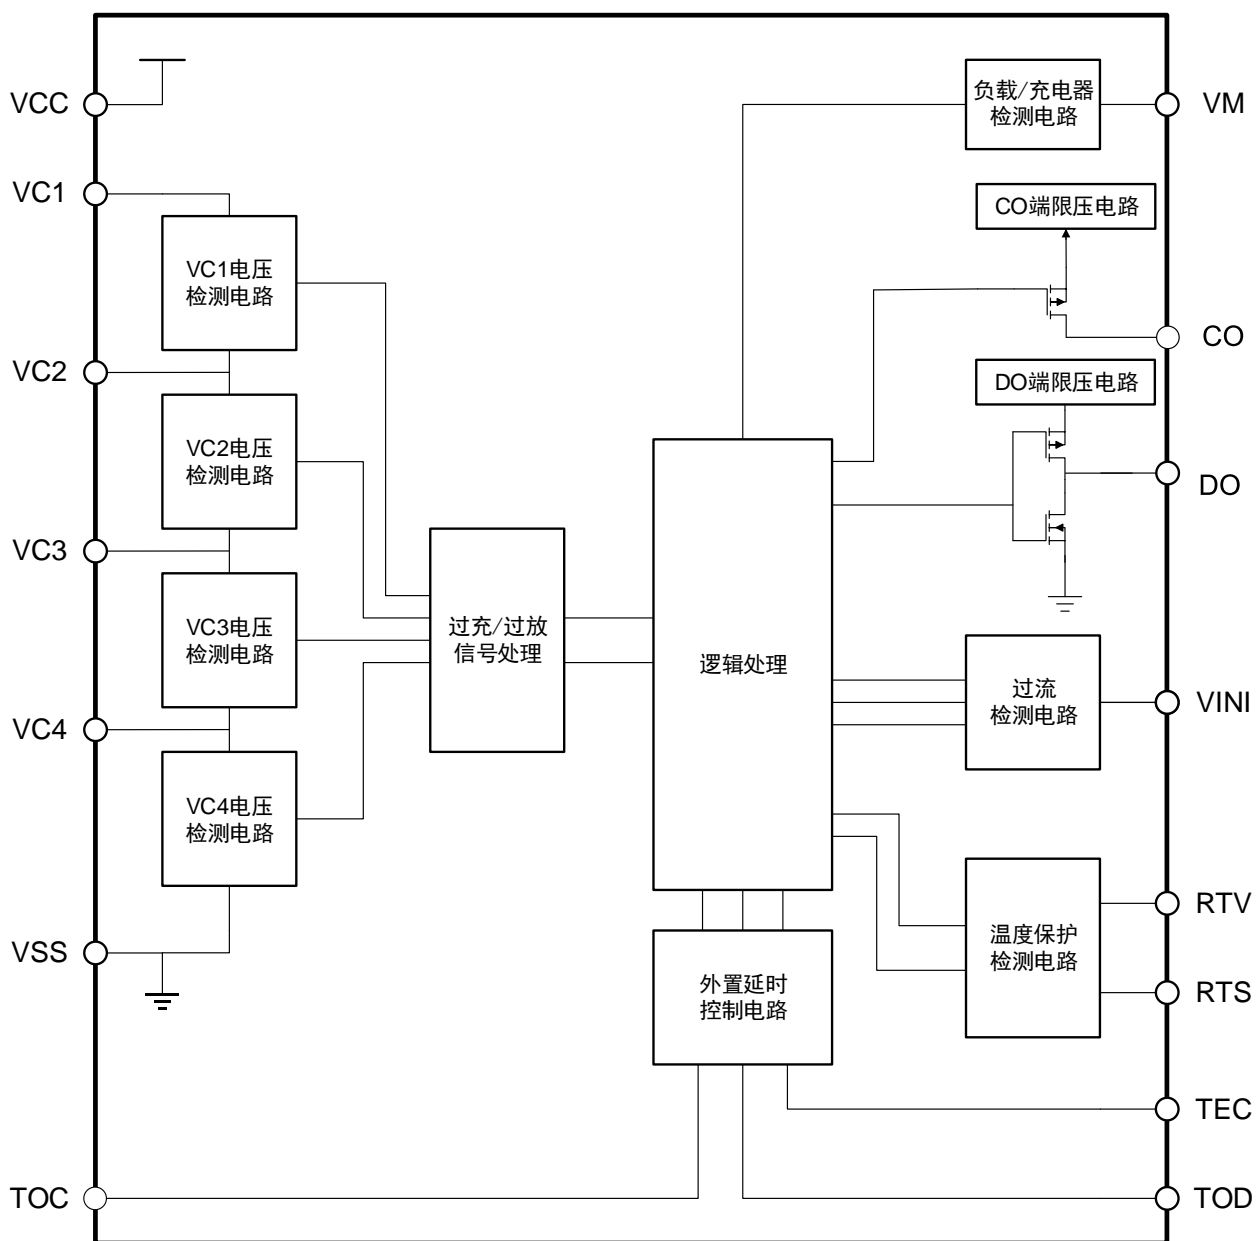 VCC
负载/充电器
检测电路
VM
VC1
CO端限压电路
VC1电压
检测电路
CO
VC2
DO端限压电路
VC2电压
检测电路
DO
VC3
过充/过放
信号处理
VC3电压
检测电路
逻辑处理
过流
检测电路
VINI
VC4
VC4电压
检测电路
RTV
温度保护
检测电路
VSS
外置延时
控制电路
RTS
TEC
TOC
TOD